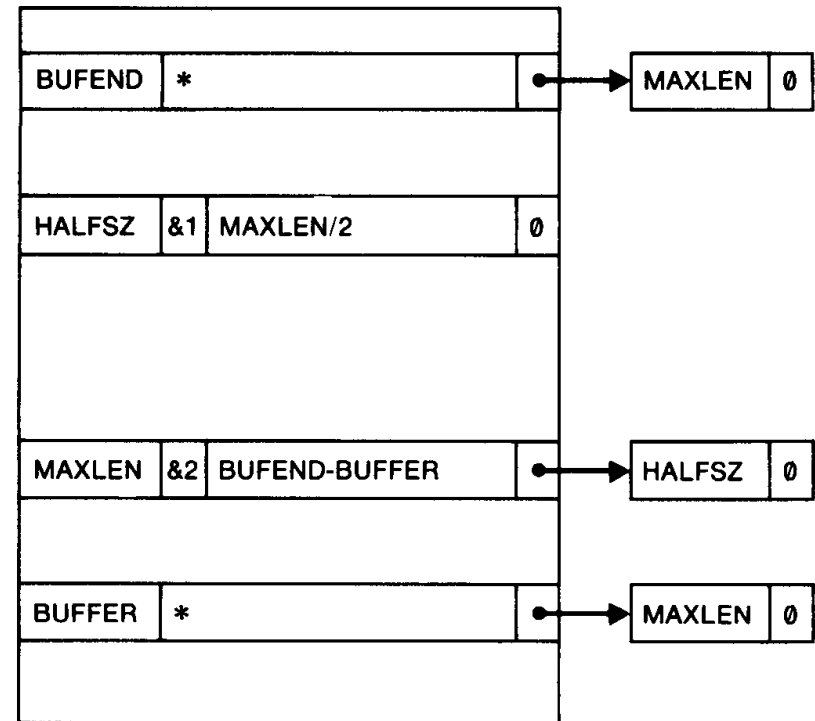 BUFEND * MAXLEN 0
HALFSZ &1 MAXLEN/2 0
MAXLEN &2 BUFEND-BUFFER HALFSZ 0
BUFFER * MAXLEN 0